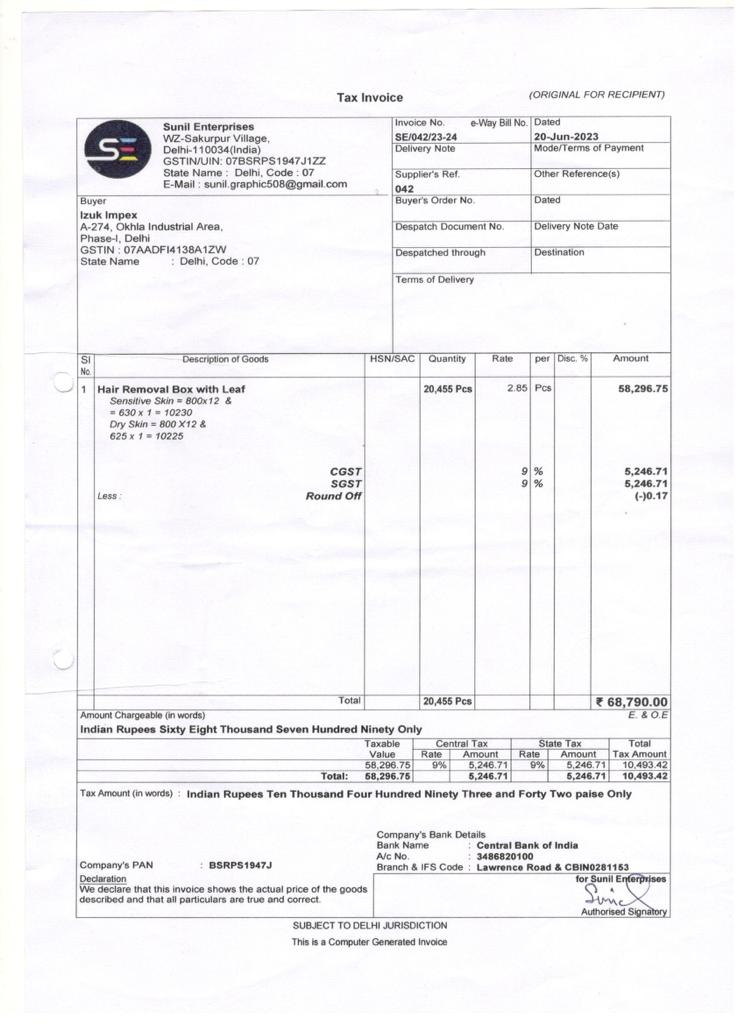 Tax Invoice
(ORIGINAL FOR RECIPIENT)
SE
Sunil Enterprises
WZ-Sakurpur Village,
Delhi-110034(India)
GSTIN/UIN: 07BSRPS1947J1ZZ
State Name : Delhi, Code : 07
E-Mail : sunil.graphic508@gmail.com
Invoice No. e-Way Bill No. Dated
SE/042/23-24 20-Jun-2023
Delivery Note Mode/Terms of Payment
Supplier's Ref. Other Reference(s)
042
Buyer
Izuk Impex
A-274, Okhla Industrial Area,
Phase-I, Delhi
GSTIN : 07AADFI4138A1ZW
State Name : Delhi, Code : 07
Buyer's Order No. Dated
Despatch Document No. Delivery Note Date
Despatched through Destination
Terms of Delivery
Sl No. Description of Goods HSN/SAC Quantity Rate per Disc. % Amount
1 Hair Removal Box with Leaf 20,455 Pcs 2.85 Pcs 58,296.75
Sensitive Skin = 800x12 &
= 630 x 1 = 10230
Dry Skin = 800 X12 &
625 x 1 = 10225
CGST 9 % 5,246.71
SGST 9 % 5,246.71
Less : Round Off (-)0.17
Total 20,455 Pcs ₹ 68,790.00
Amount Chargeable (in words) E. & O.E
Indian Rupees Sixty Eight Thousand Seven Hundred Ninety Only
Taxable Central Tax State Tax Total
Value Rate Amount Rate Amount Tax Amount
58,296.75 9% 5,246.71 9% 5,246.71 10,493.42
Total: 58,296.75 5,246.71 5,246.71 10,493.42
Tax Amount (in words) : Indian Rupees Ten Thousand Four Hundred Ninety Three and Forty Two paise Only
Company's Bank Details
Bank Name : Central Bank of India
A/c No. : 3486820100
Company's PAN : BSRPS1947J
Branch & IFS Code : Lawrence Road & CBIN0281153
Declaration
We declare that this invoice shows the actual price of the goods
described and that all particulars are true and correct.
for Sunil Enterprises
Authorised Signatory
SUBJECT TO DELHI JURISDICTION
This is a Computer Generated Invoice